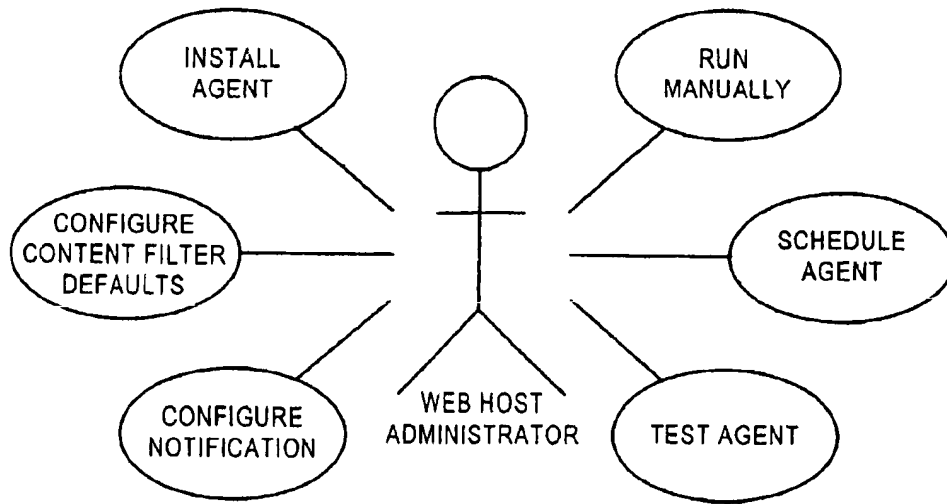 INSTALL
AGENT
RUN
MANUALLY
CONFIGURE
CONTENT FILTER
DEFAULTS
SCHEDULE
AGENT
CONFIGURE
NOTIFICATION
WEB HOST
ADMINISTRATOR
TEST AGENT